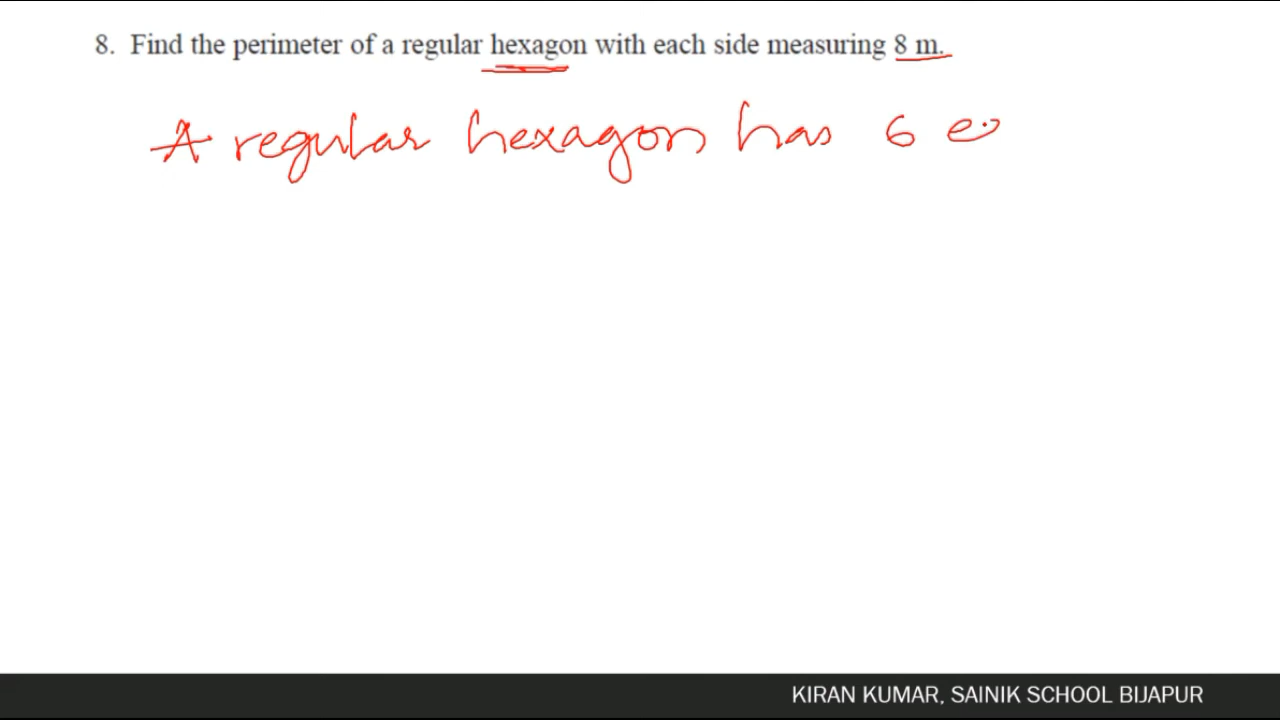 8. Find the perimeter of a regular hexagon with each side measuring 8 m.
A regular hexagon has 6
KIRAN KUMAR, SAINIK SCHOOL BIJAPUR